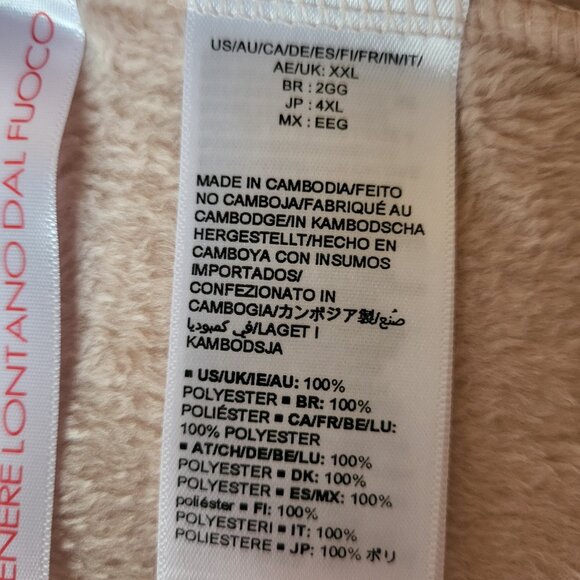 ENERE LONTANO DAL FUOCO
US/AU/CA/DE/ES/FI/FR/IN/IT/
AE/UK: XXL
BR : 2GG
JP : 4XL
MX : EEG
MADE IN CAMBODIA/FEITO
NO CAMBOJA/FABRIQUÉ AU
CAMBODGE/IN KAMBODSCHA
HERGESTELLT/HECHO EN
CAMBOYA CON INSUMOS
IMPORTADOS/
CONFEZIONATO IN
CAMBOGIA/カンボジア製/صُنع
في كمبوديا/LAGET I
KAMBODSJA
▪ US/UK/IE/AU: 100%
POLYESTER ▪ BR: 100%
POLIÉSTER ▪ CA/FR/BE/LU:
100% POLYESTER
▪ AT/CH/DE/BE/LU: 100%
POLYESTER ▪ DK: 100%
POLYESTER ▪ ES/MX: 100%
poliéster ▪ FI: 100%
POLYESTERI ▪ IT: 100%
POLIESTERE ▪ JP: 100% ポリ